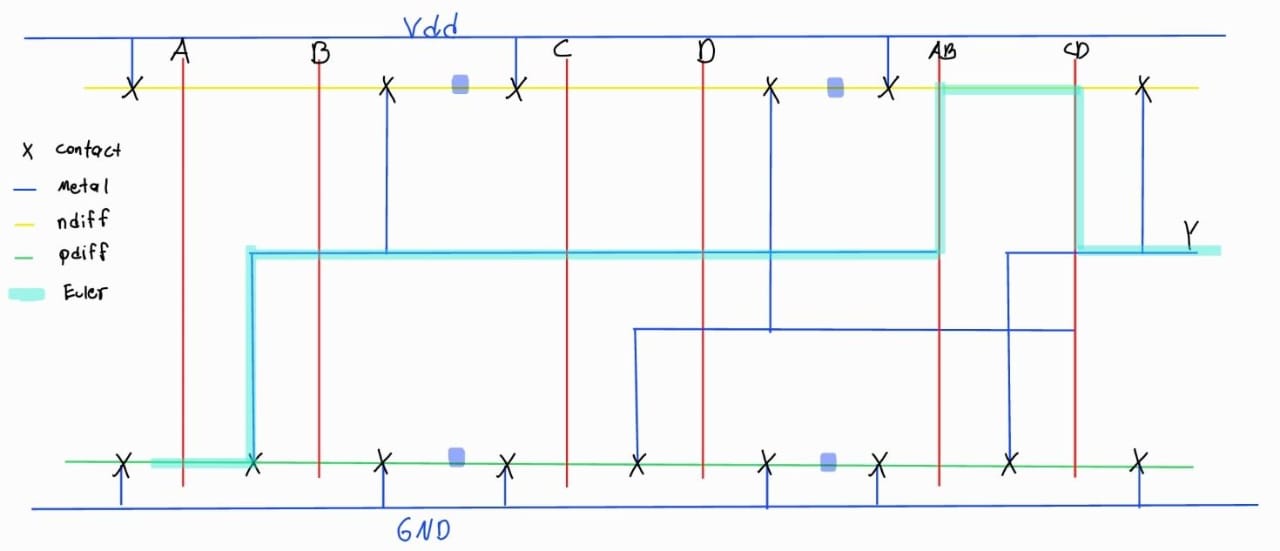 Vdd
A B C D AB CD
X contact
Metal
ndiff
pdiff
Euler
Y
GND